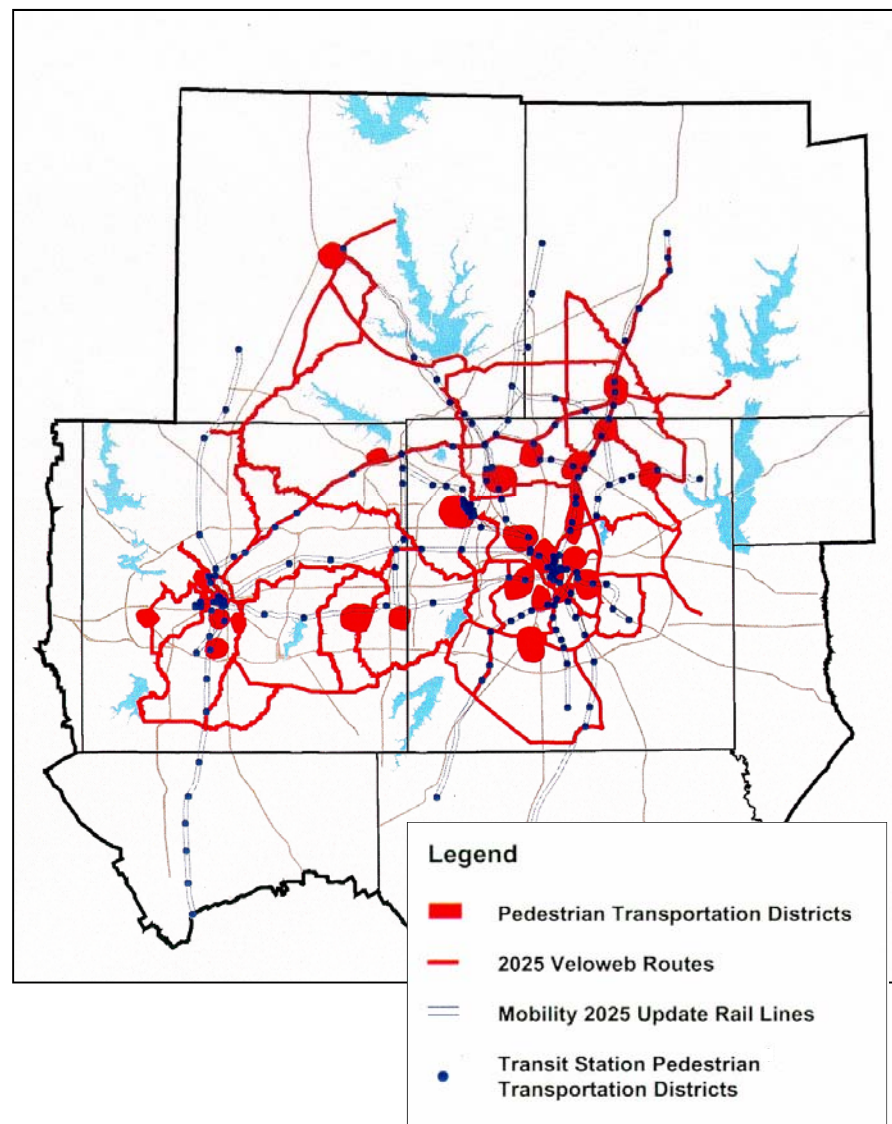 Legend
Pedestrian Transportation Districts
2025 Veloweb Routes
Mobility 2025 Update Rail Lines
Transit Station Pedestrian
Transportation Districts